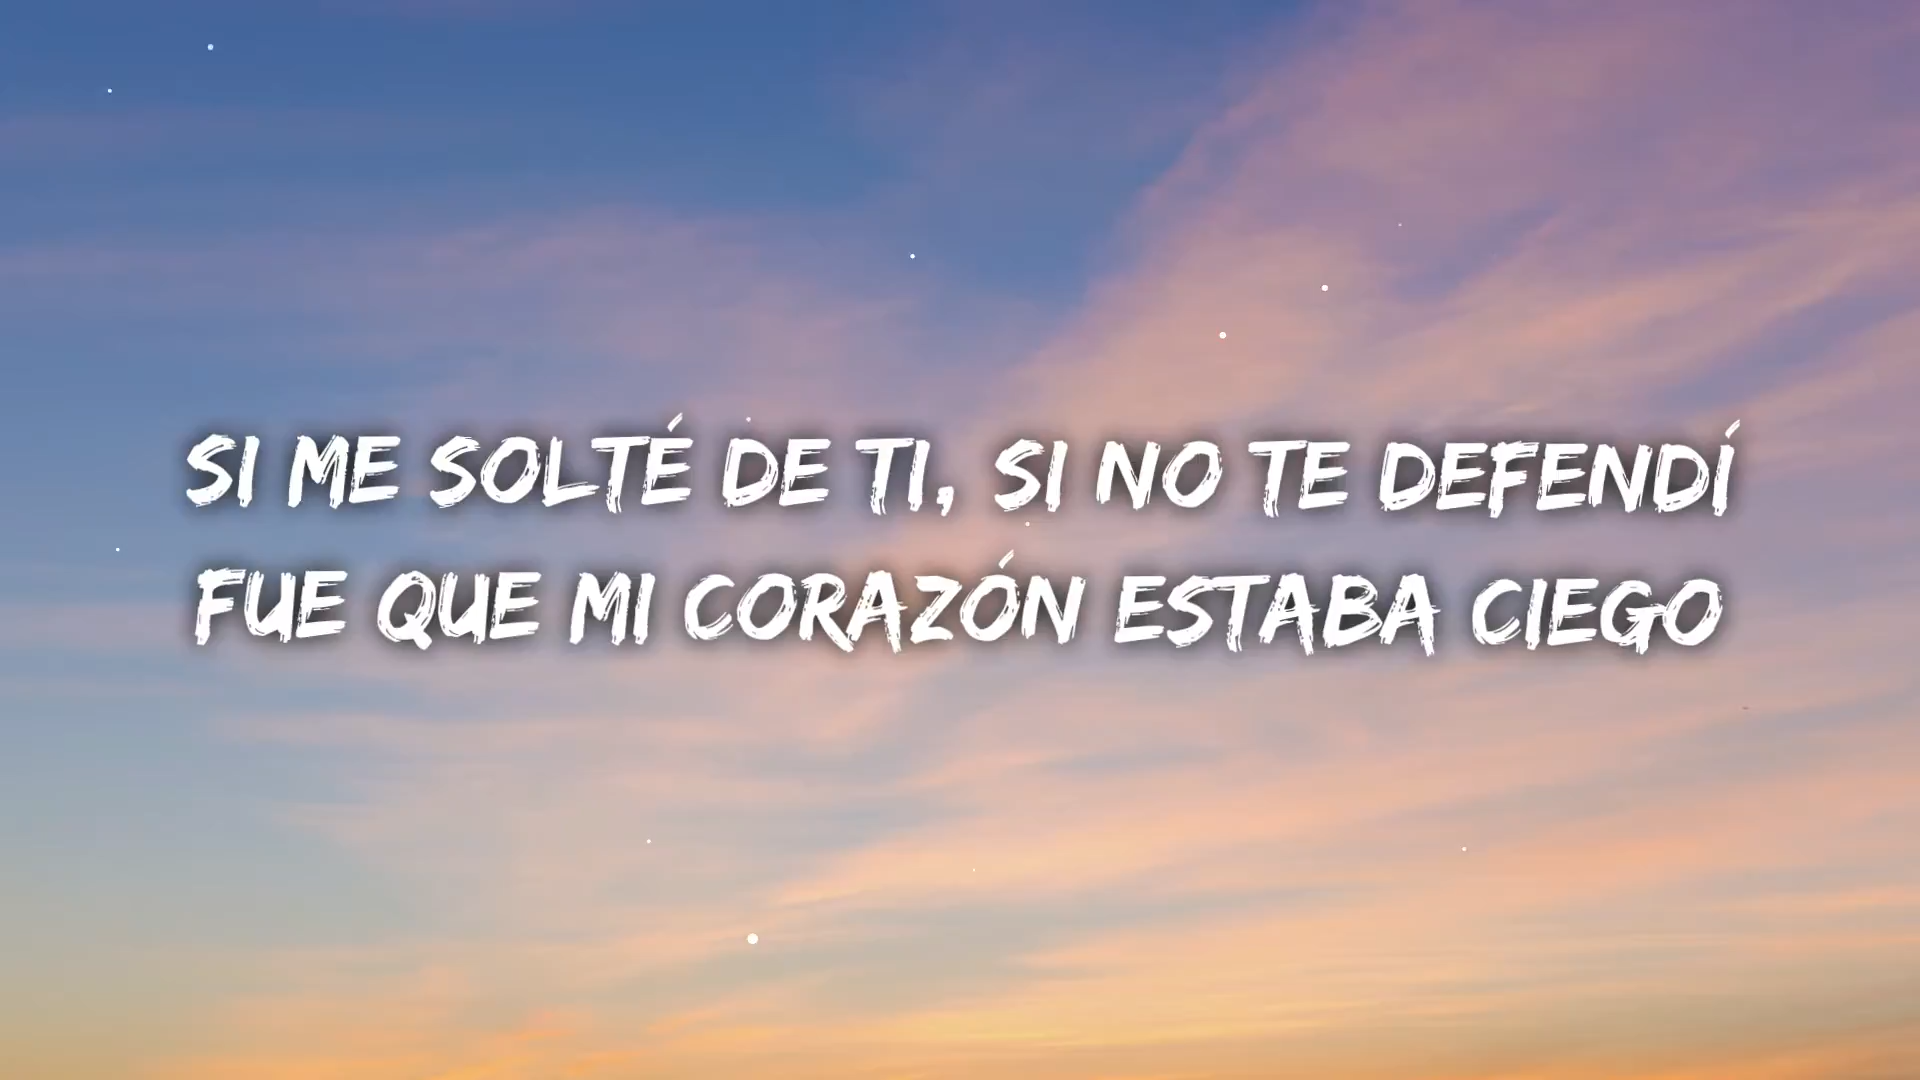 SI ME SOLTÉ DE TI, SI NO TE DEFENDÍ
FUE QUE MI CORAZÓN ESTABA CIEGO